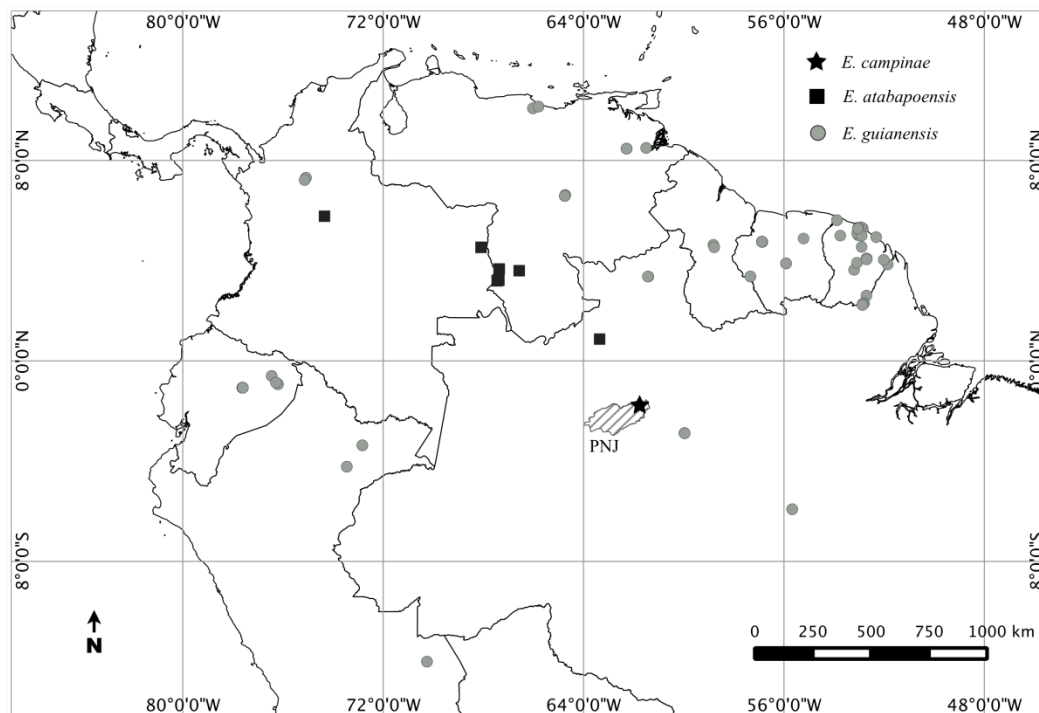 80°0'0"W 72°0'0"W 64°0'0"W 56°0'0"W 48°0'0"W
E. campinae
E. atabapoensis
E. guianensis
8°0'0"N 8°0'0"N
0°0'0"N 0°0'0"N
PNJ
8°0'0"S 8°0'0"S
N
0 250 500 750 1000 km
80°0'0"W 72°0'0"W 64°0'0"W 56°0'0"W 48°0'0"W